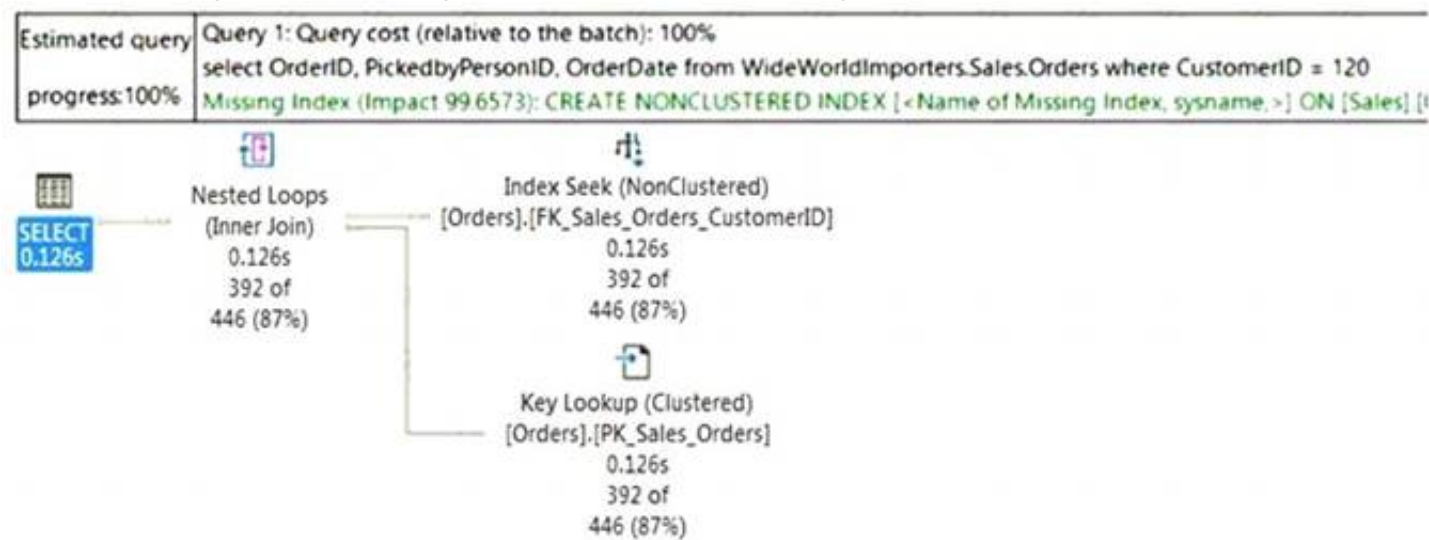 Estimated query
progress:100%
Query 1: Query cost (relative to the batch): 100%
select OrderID, PickedbyPersonID, OrderDate from WideWorldImporters.Sales.Orders where CustomerID = 120
Missing Index (Impact 99.6573): CREATE NONCLUSTERED INDEX [<Name of Missing Index, sysname,>] ON [Sales]
SELECT
0.126s
Nested Loops
(Inner Join)
0.126s
392 of
446 (87%)
Index Seek (NonClustered)
[Orders].[FK_Sales_Orders_CustomerID]
0.126s
392 of
446 (87%)
Key Lookup (Clustered)
[Orders].[PK_Sales_Orders]
0.126s
392 of
446 (87%)